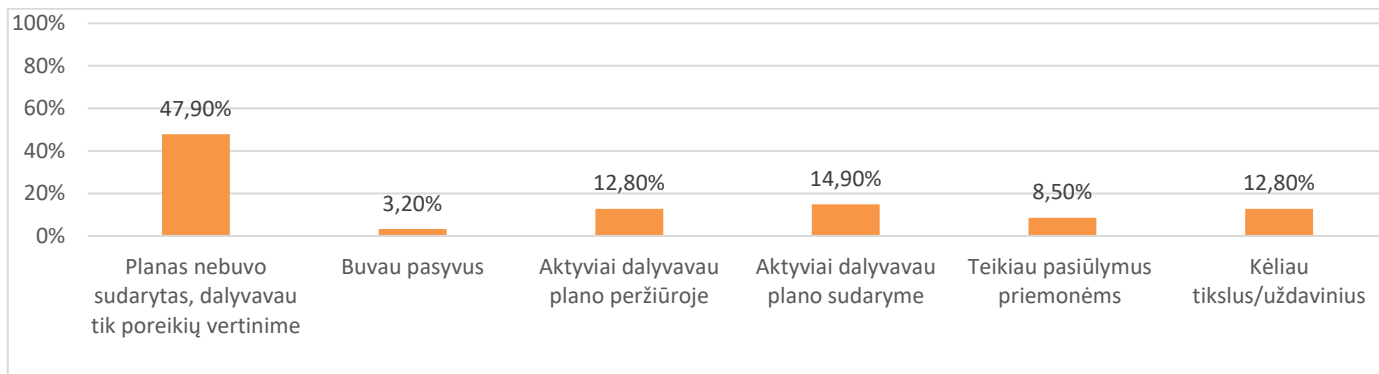 100%
80%
60%
40%
20%
0%
47,90%
3,20%
12,80%
14,90%
8,50%
12,80%
Planas nebuvo
sudarytas, dalyvavau
tik poreikių vertinime
Buvau pasyvus
Aktyviai dalyvavau
plano peržiūroje
Aktyviai dalyvavau
plano sudaryme
Teikiau pasiūlymus
priemonėms
Kėliau
tikslus/uždavinius